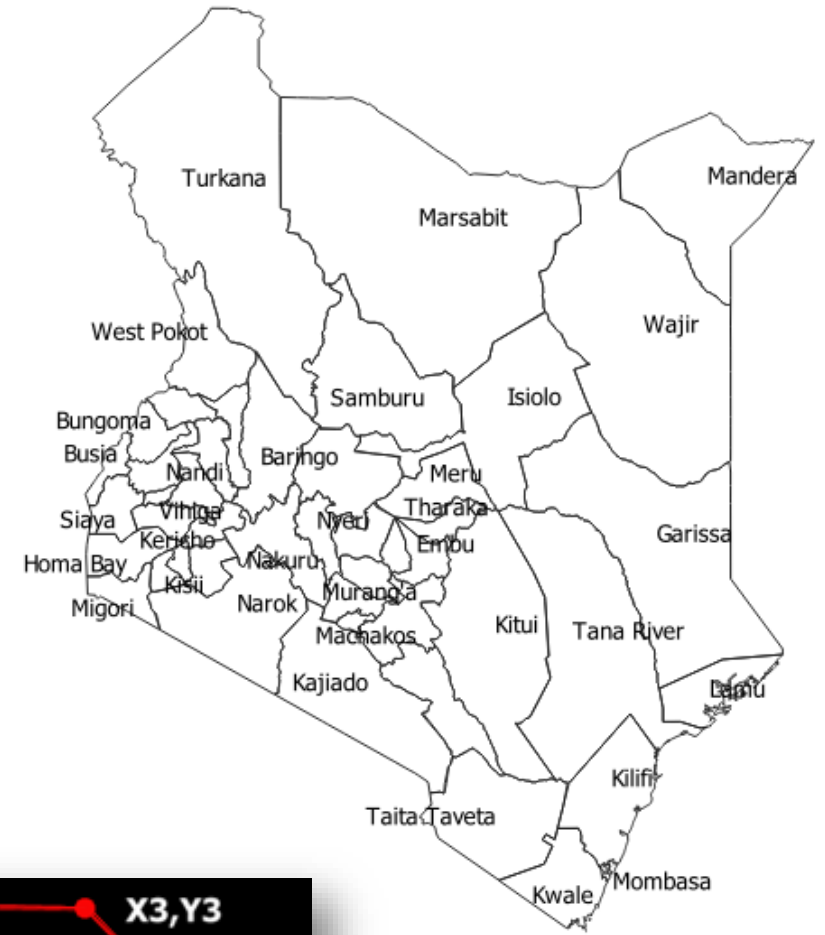 Turkana
Mandera
Marsabit
Wajir
West Pokot
Samburu
Isiolo
Bungoma
Busia
Baringo
Nandi
Meru
Vihiga
Tharaka
Siaya
Nyeri
Kericho
Embu
Garissa
Homa Bay
Nakuru
Kisii
Murang'a
Migori
Narok
Kitui
Tana River
Machakos
Kajiado
Lamu
Kilifi
Taita Taveta
Mombasa
Kwale
X3,Y3